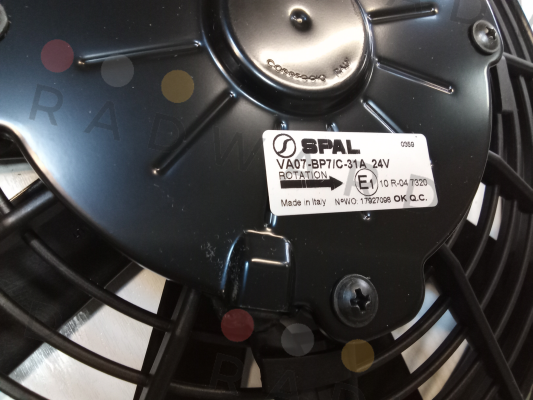 SPAL
0359
VA07-BP7/C-31A 24V
ROTATION
E1 10 R-04 7320
Made in Italy N°WO: 17927098 OK Q.C.